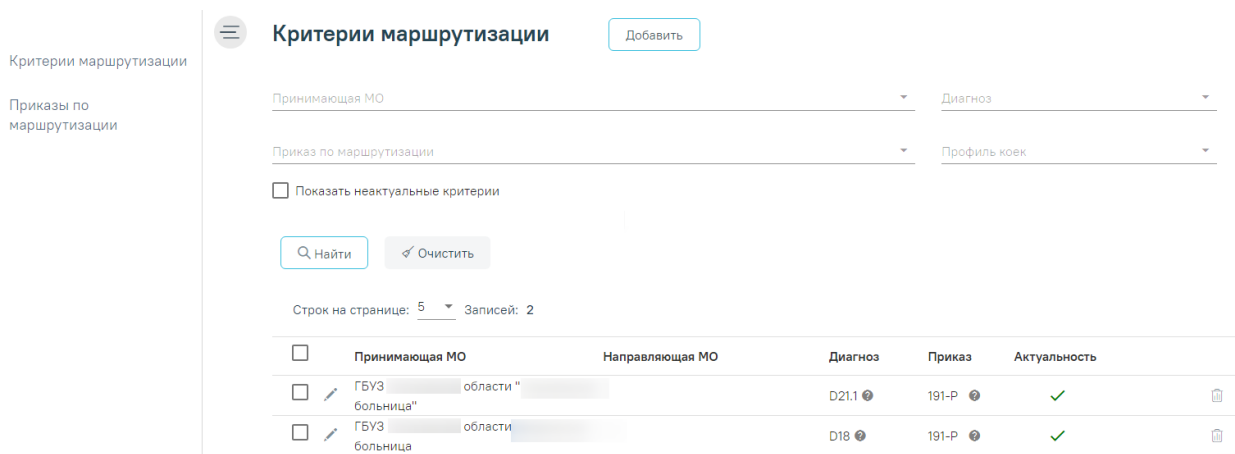 Критерии маршрутизации
Приказы по
маршрутизации
Критерии маршрутизации
Добавить
Принимающая МО
Диагноз
Приказ по маршрутизации
Профиль коек
Показать неактуальные критерии
Найти
Очистить
Строк на странице: 5 Записей: 2
Принимающая МО Направляющая МО Диагноз Приказ Актуальность
ГБУЗ области "
больница"
D21.1 ? 191-Р ?
ГБУЗ области
больница
D18 ? 191-Р ?